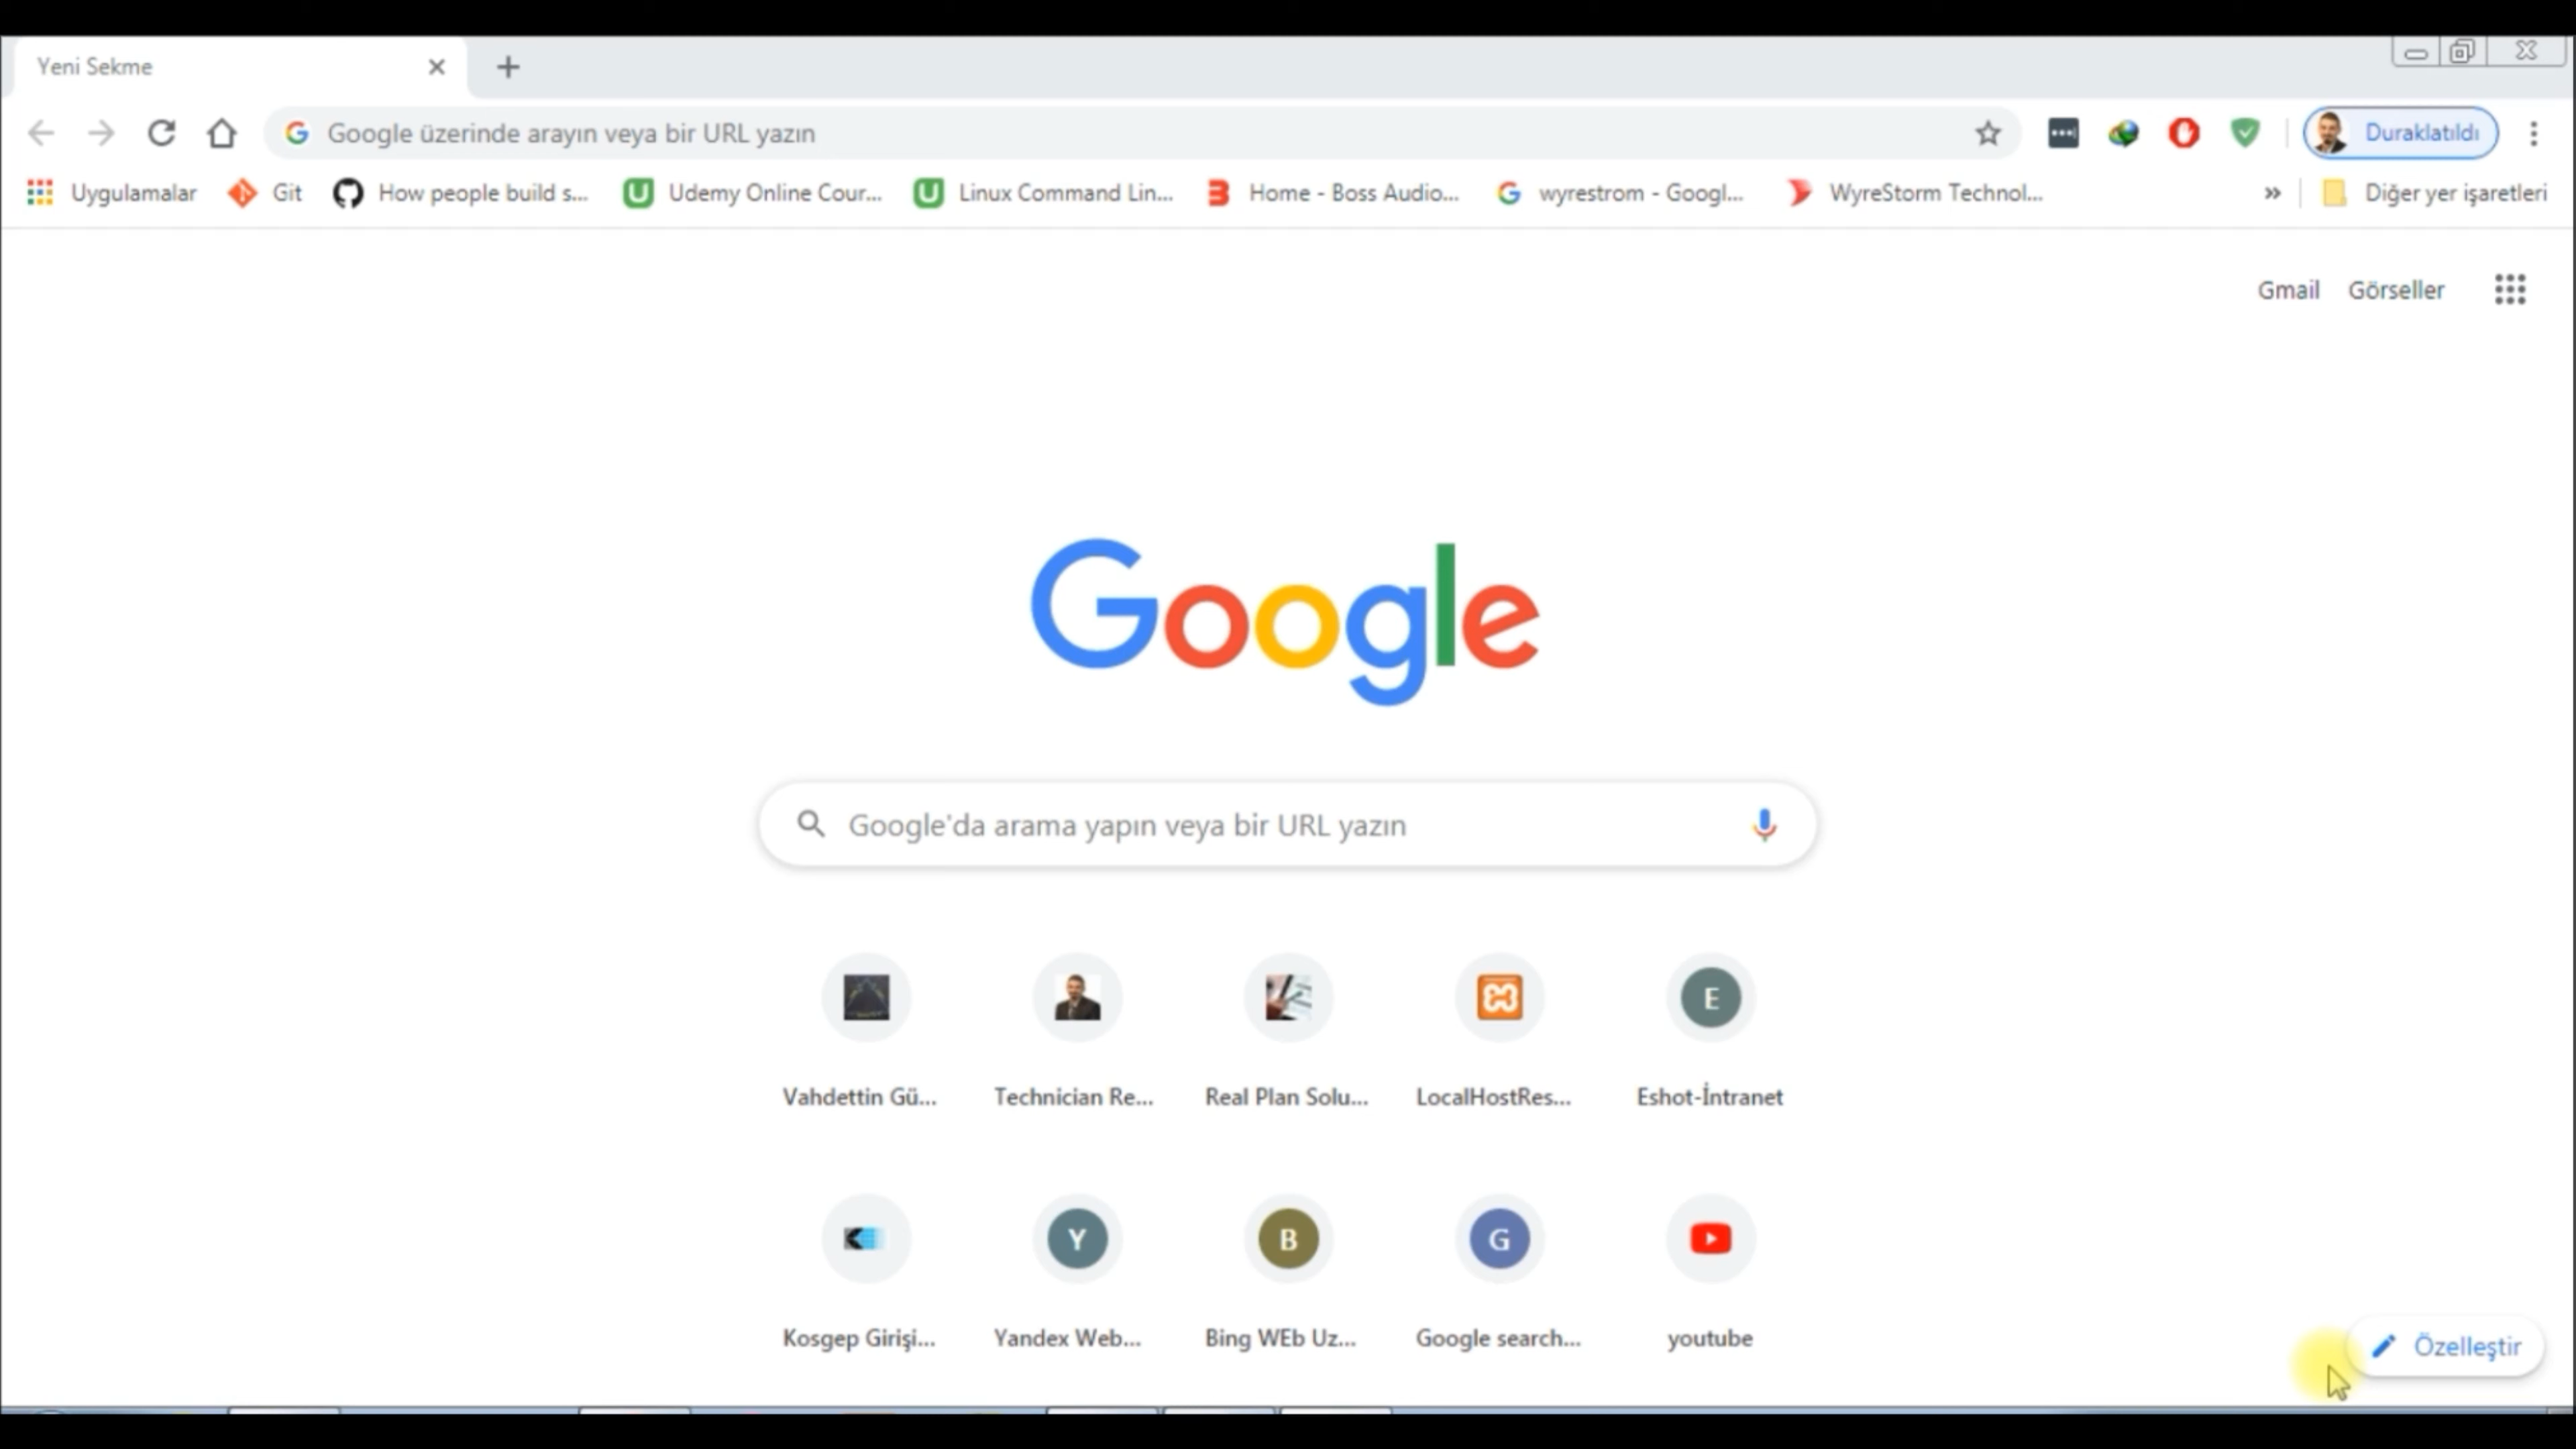 Yeni Sekme
Google üzerinde arayın veya bir URL yazın
Duraklatıldı
Uygulamalar Git How people build s... Udemy Online Cour... Linux Command Lin... Home - Boss Audio... wyrestrom - Googl... WyreStorm Technol... » Diğer yer işaretleri
Gmail Görseller
Google
Google'da arama yapın veya bir URL yazın
E
Vahdettin Gü... Technician Re... Real Plan Solu... LocalHostRes... Eshot-İntranet
Y B G
Kosgep Girişi... Yandex Web... Bing WEb Uz... Google search... youtube
Özelleştir